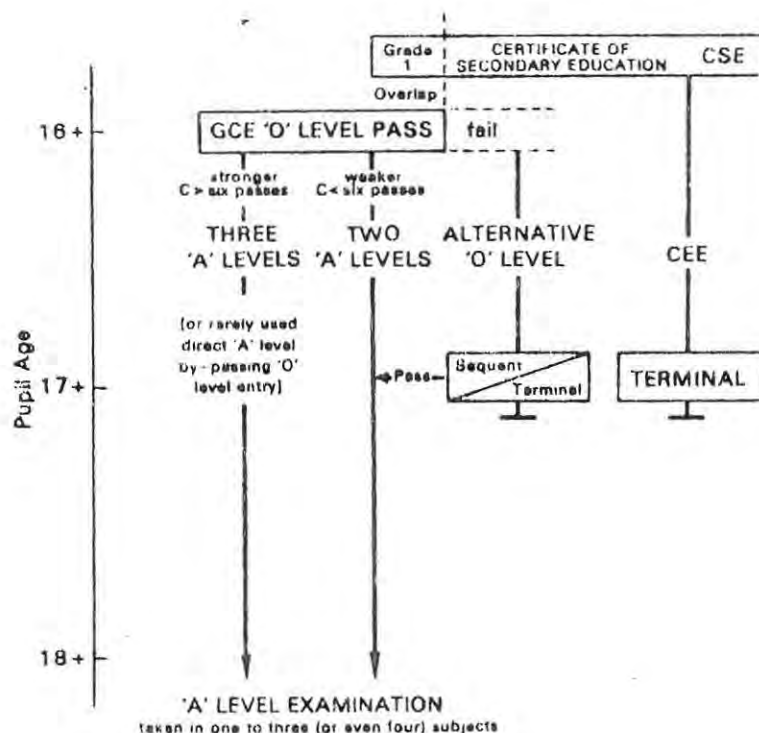 Grade
1
CERTIFICATE OF
SECONDARY EDUCATION
CSE
Overlap
16+
GCE 'O' LEVEL PASS
fail
stronger
C > six passes
weaker
C < six passes
THREE
'A' LEVELS
TWO
'A' LEVELS
ALTERNATIVE
'O' LEVEL
CEE
(or rarely used
direct 'A' level
by-passing 'O'
level entry)
Pupil Age
17+
Pass
Sequent
Terminal
TERMINAL
18+
'A' LEVEL EXAMINATION
taken in one to three (or even four) subjects